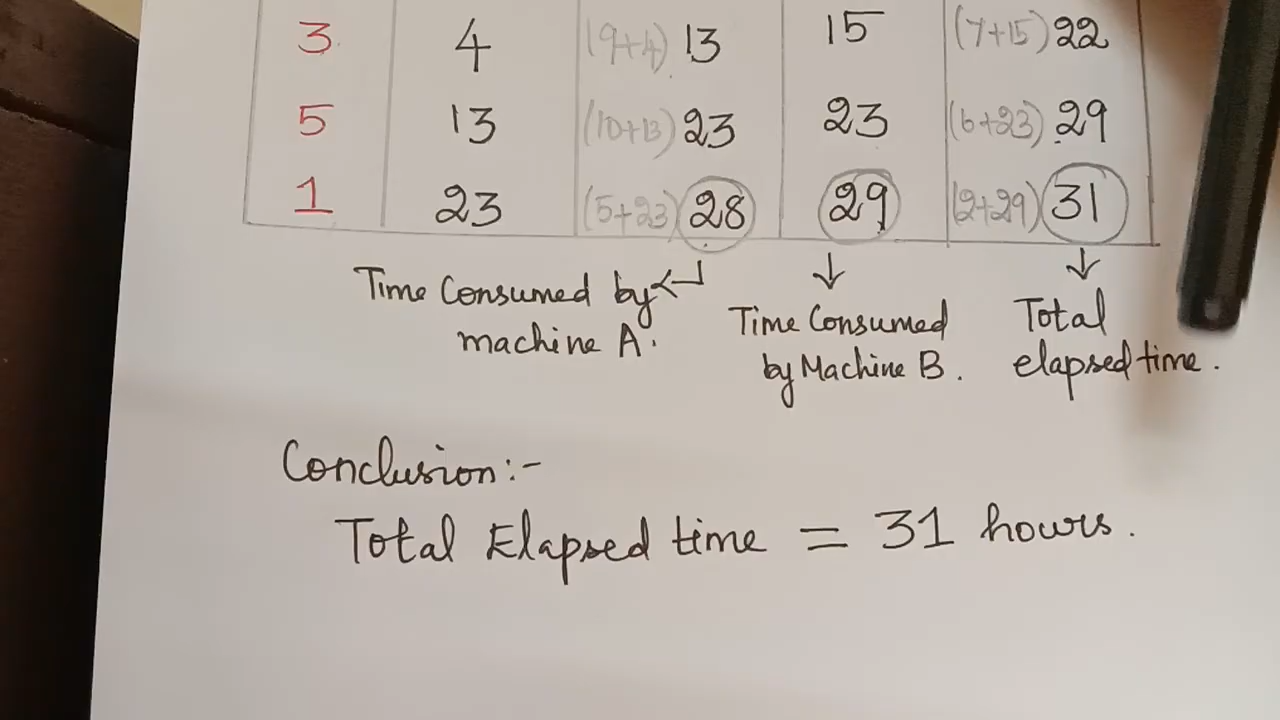 3 4 (9+4) 13 15 (7+15) 22
5 13 (10+13) 23 23 (6+23) 29
1 23 (5+23) 28 29 (2+29) 31
Time Consumed by
machine A.
Time Consumed
by Machine B.
Total
elapsed time.
Conclusion:-
Total Elapsed time = 31 hours.